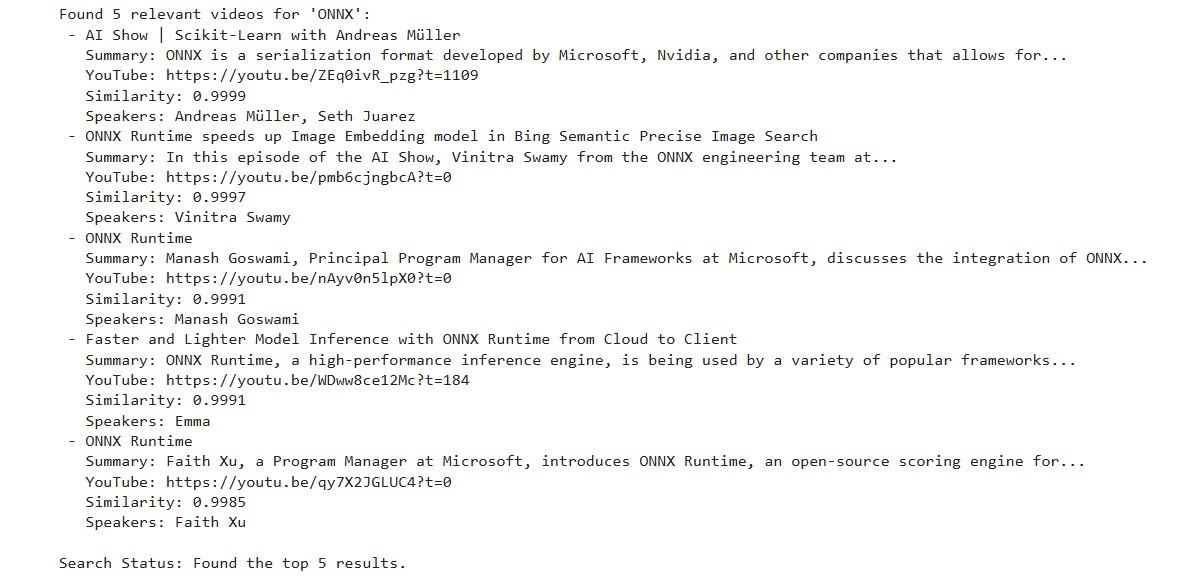 Found 5 relevant videos for 'ONNX':
- AI Show | Scikit-Learn with Andreas Müller
Summary: ONNX is a serialization format developed by Microsoft, Nvidia, and other companies that allows for...
YouTube: https://youtu.be/ZEq0ivR_pzg?t=1109
Similarity: 0.9999
Speakers: Andreas Müller, Seth Juarez
- ONNX Runtime speeds up Image Embedding model in Bing Semantic Precise Image Search
Summary: In this episode of the AI Show, Vinitra Swamy from the ONNX engineering team at...
YouTube: https://youtu.be/pmb6cjngbcA?t=0
Similarity: 0.9997
Speakers: Vinitra Swamy
- ONNX Runtime
Summary: Manash Goswami, Principal Program Manager for AI Frameworks at Microsoft, discusses the integration of ONNX...
YouTube: https://youtu.be/nAyv0n5lpX0?t=0
Similarity: 0.9991
Speakers: Manash Goswami
- Faster and Lighter Model Inference with ONNX Runtime from Cloud to Client
Summary: ONNX Runtime, a high-performance inference engine, is being used by a variety of popular frameworks...
YouTube: https://youtu.be/WDww8ce12Mc?t=184
Similarity: 0.9991
Speakers: Emma
- ONNX Runtime
Summary: Faith Xu, a Program Manager at Microsoft, introduces ONNX Runtime, an open-source scoring engine for...
YouTube: https://youtu.be/qy7X2JGLUC4?t=0
Similarity: 0.9985
Speakers: Faith Xu
Search Status: Found the top 5 results.